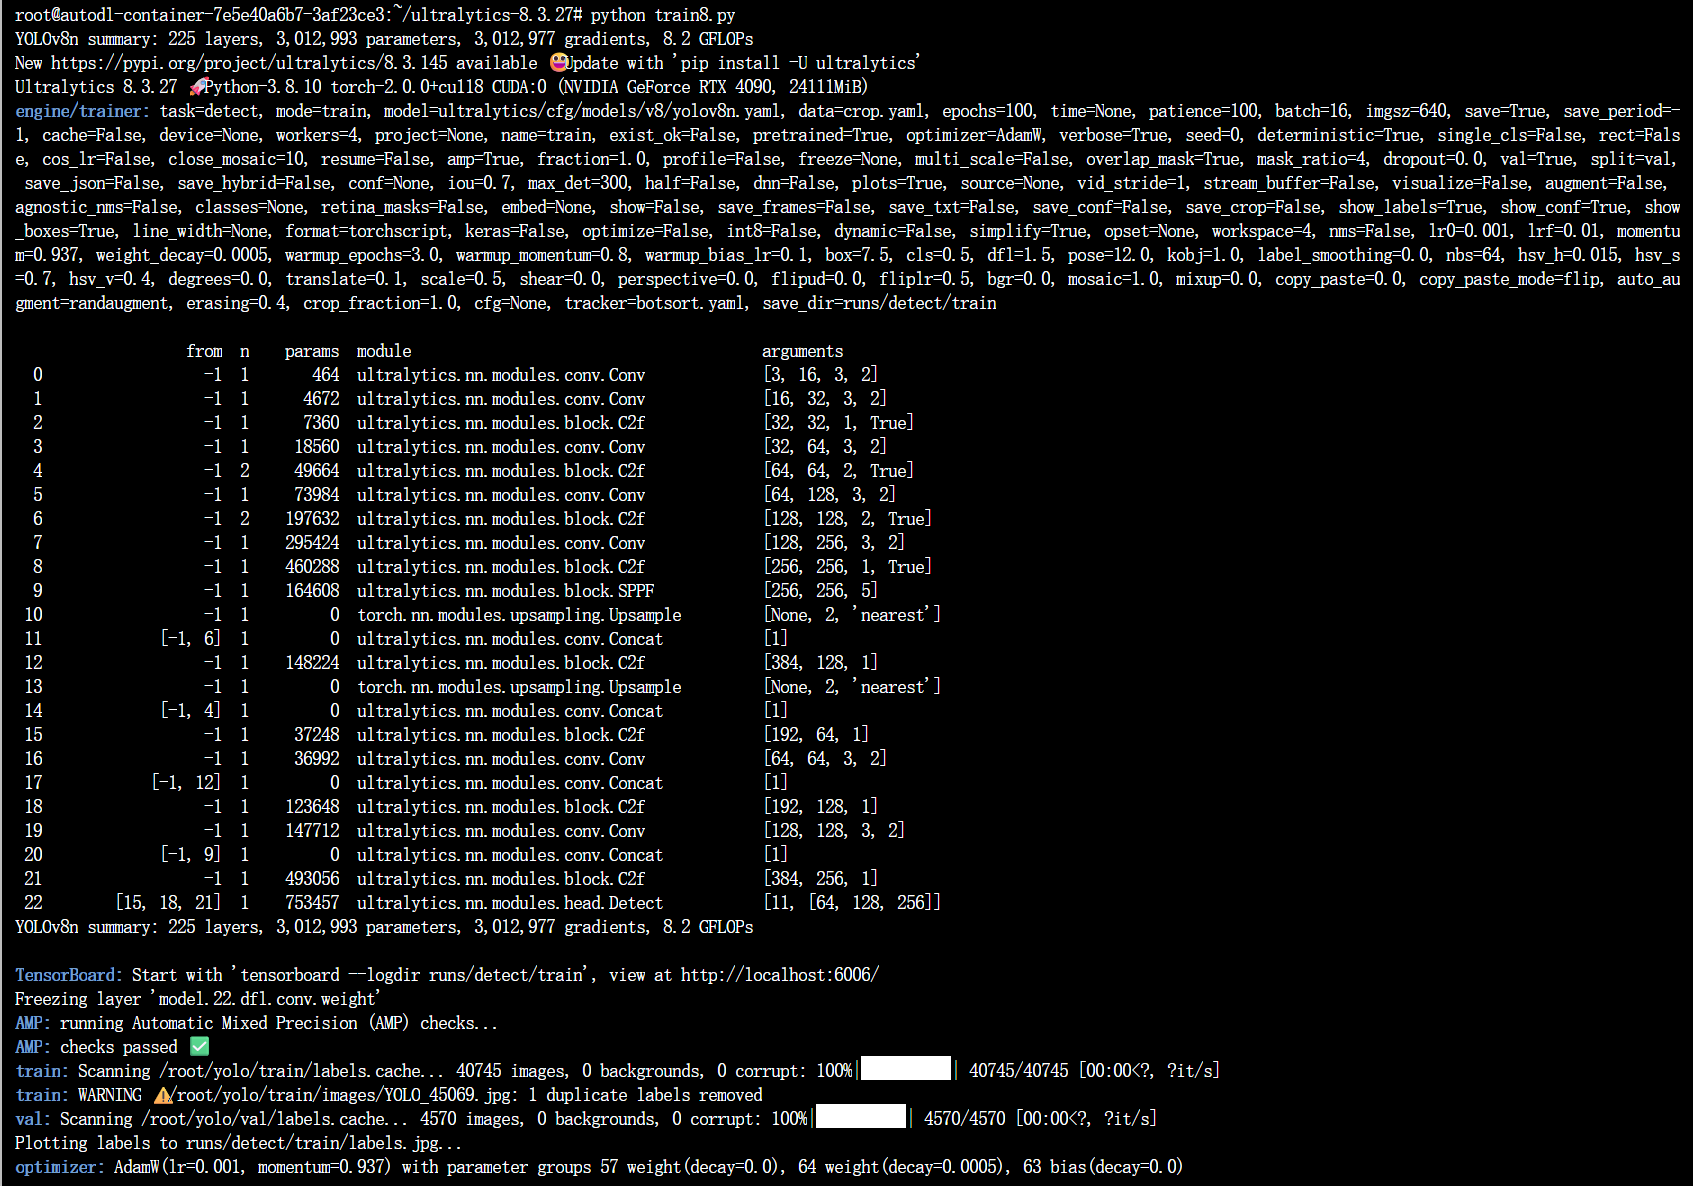 root@autodl-container-7e5e40a6b7-3af23ce3:~/ultralytics-8.3.27# python train8.py
YOLOv8n summary: 225 layers, 3,012,993 parameters, 3,012,977 gradients, 8.2 GFLOPs
New https://pypi.org/project/ultralytics/8.3.145 available 😃Update with 'pip install -U ultralytics'
Ultralytics 8.3.27 🚀Python-3.8.10 torch-2.0.0+cu118 CUDA:0 (NVIDIA GeForce RTX 4090, 24111MiB)
engine/trainer: task=detect, mode=train, model=ultralytics/cfg/models/v8/yolov8n.yaml, data=crop.yaml, epochs=100, time=None, patience=100, batch=16, imgsz=640, save=True, save_period=-
1, cache=False, device=None, workers=4, project=None, name=train, exist_ok=False, pretrained=True, optimizer=AdamW, verbose=True, seed=0, deterministic=True, single_cls=False, rect=Fals
e, cos_lr=False, close_mosaic=10, resume=False, amp=True, fraction=1.0, profile=False, freeze=None, multi_scale=False, overlap_mask=True, mask_ratio=4, dropout=0.0, val=True, split=val,
save_json=False, save_hybrid=False, conf=None, iou=0.7, max_det=300, half=False, dnn=False, plots=True, source=None, vid_stride=1, stream_buffer=False, visualize=False, augment=False,
agnostic_nms=False, classes=None, retina_masks=False, embed=None, show=False, save_frames=False, save_txt=False, save_conf=False, save_crop=False, show_labels=True, show_conf=True, show
_boxes=True, line_width=None, format=torchscript, keras=False, optimize=False, int8=False, dynamic=False, simplify=True, opset=None, workspace=4, nms=False, lr0=0.001, lrf=0.01, momentu
m=0.937, weight_decay=0.0005, warmup_epochs=3.0, warmup_momentum=0.8, warmup_bias_lr=0.1, box=7.5, cls=0.5, dfl=1.5, pose=12.0, kobj=1.0, label_smoothing=0.0, nbs=64, hsv_h=0.015, hsv_s
=0.7, hsv_v=0.4, degrees=0.0, translate=0.1, scale=0.5, shear=0.0, perspective=0.0, flipud=0.0, fliplr=0.5, bgr=0.0, mosaic=1.0, mixup=0.0, copy_paste=0.0, copy_paste_mode=flip, auto_au
gment=randaugment, erasing=0.4, crop_fraction=1.0, cfg=None, tracker=botsort.yaml, save_dir=runs/detect/train
from n params module arguments
0 -1 1 464 ultralytics.nn.modules.conv.Conv [3, 16, 3, 2]
1 -1 1 4672 ultralytics.nn.modules.conv.Conv [16, 32, 3, 2]
2 -1 1 7360 ultralytics.nn.modules.block.C2f [32, 32, 1, True]
3 -1 1 18560 ultralytics.nn.modules.conv.Conv [32, 64, 3, 2]
4 -1 2 49664 ultralytics.nn.modules.block.C2f [64, 64, 2, True]
5 -1 1 73984 ultralytics.nn.modules.conv.Conv [64, 128, 3, 2]
6 -1 2 197632 ultralytics.nn.modules.block.C2f [128, 128, 2, True]
7 -1 1 295424 ultralytics.nn.modules.conv.Conv [128, 256, 3, 2]
8 -1 1 460288 ultralytics.nn.modules.block.C2f [256, 256, 1, True]
9 -1 1 164608 ultralytics.nn.modules.block.SPPF [256, 256, 5]
10 -1 1 0 torch.nn.modules.upsampling.Upsample [None, 2, 'nearest']
11 [-1, 6] 1 0 ultralytics.nn.modules.conv.Concat [1]
12 -1 1 148224 ultralytics.nn.modules.block.C2f [384, 128, 1]
13 -1 1 0 torch.nn.modules.upsampling.Upsample [None, 2, 'nearest']
14 [-1, 4] 1 0 ultralytics.nn.modules.conv.Concat [1]
15 -1 1 37248 ultralytics.nn.modules.block.C2f [192, 64, 1]
16 -1 1 36992 ultralytics.nn.modules.conv.Conv [64, 64, 3, 2]
17 [-1, 12] 1 0 ultralytics.nn.modules.conv.Concat [1]
18 -1 1 123648 ultralytics.nn.modules.block.C2f [192, 128, 1]
19 -1 1 147712 ultralytics.nn.modules.conv.Conv [128, 128, 3, 2]
20 [-1, 9] 1 0 ultralytics.nn.modules.conv.Concat [1]
21 -1 1 493056 ultralytics.nn.modules.block.C2f [384, 256, 1]
22 [15, 18, 21] 1 753457 ultralytics.nn.modules.head.Detect [11, [64, 128, 256]]
YOLOv8n summary: 225 layers, 3,012,993 parameters, 3,012,977 gradients, 8.2 GFLOPs
TensorBoard: Start with 'tensorboard --logdir runs/detect/train', view at http://localhost:6006/
Freezing layer 'model.22.dfl.conv.weight'
AMP: running Automatic Mixed Precision (AMP) checks...
AMP: checks passed ✅
train: Scanning /root/yolo/train/labels.cache... 40745 images, 0 backgrounds, 0 corrupt: 100%|██████████| 40745/40745 [00:00<?, ?it/s]
train: WARNING ⚠️/root/yolo/train/images/YOLO_45069.jpg: 1 duplicate labels removed
val: Scanning /root/yolo/val/labels.cache... 4570 images, 0 backgrounds, 0 corrupt: 100%|██████████| 4570/4570 [00:00<?, ?it/s]
Plotting labels to runs/detect/train/labels.jpg...
optimizer: AdamW(lr=0.001, momentum=0.937) with parameter groups 57 weight(decay=0.0), 64 weight(decay=0.0005), 63 bias(decay=0.0)